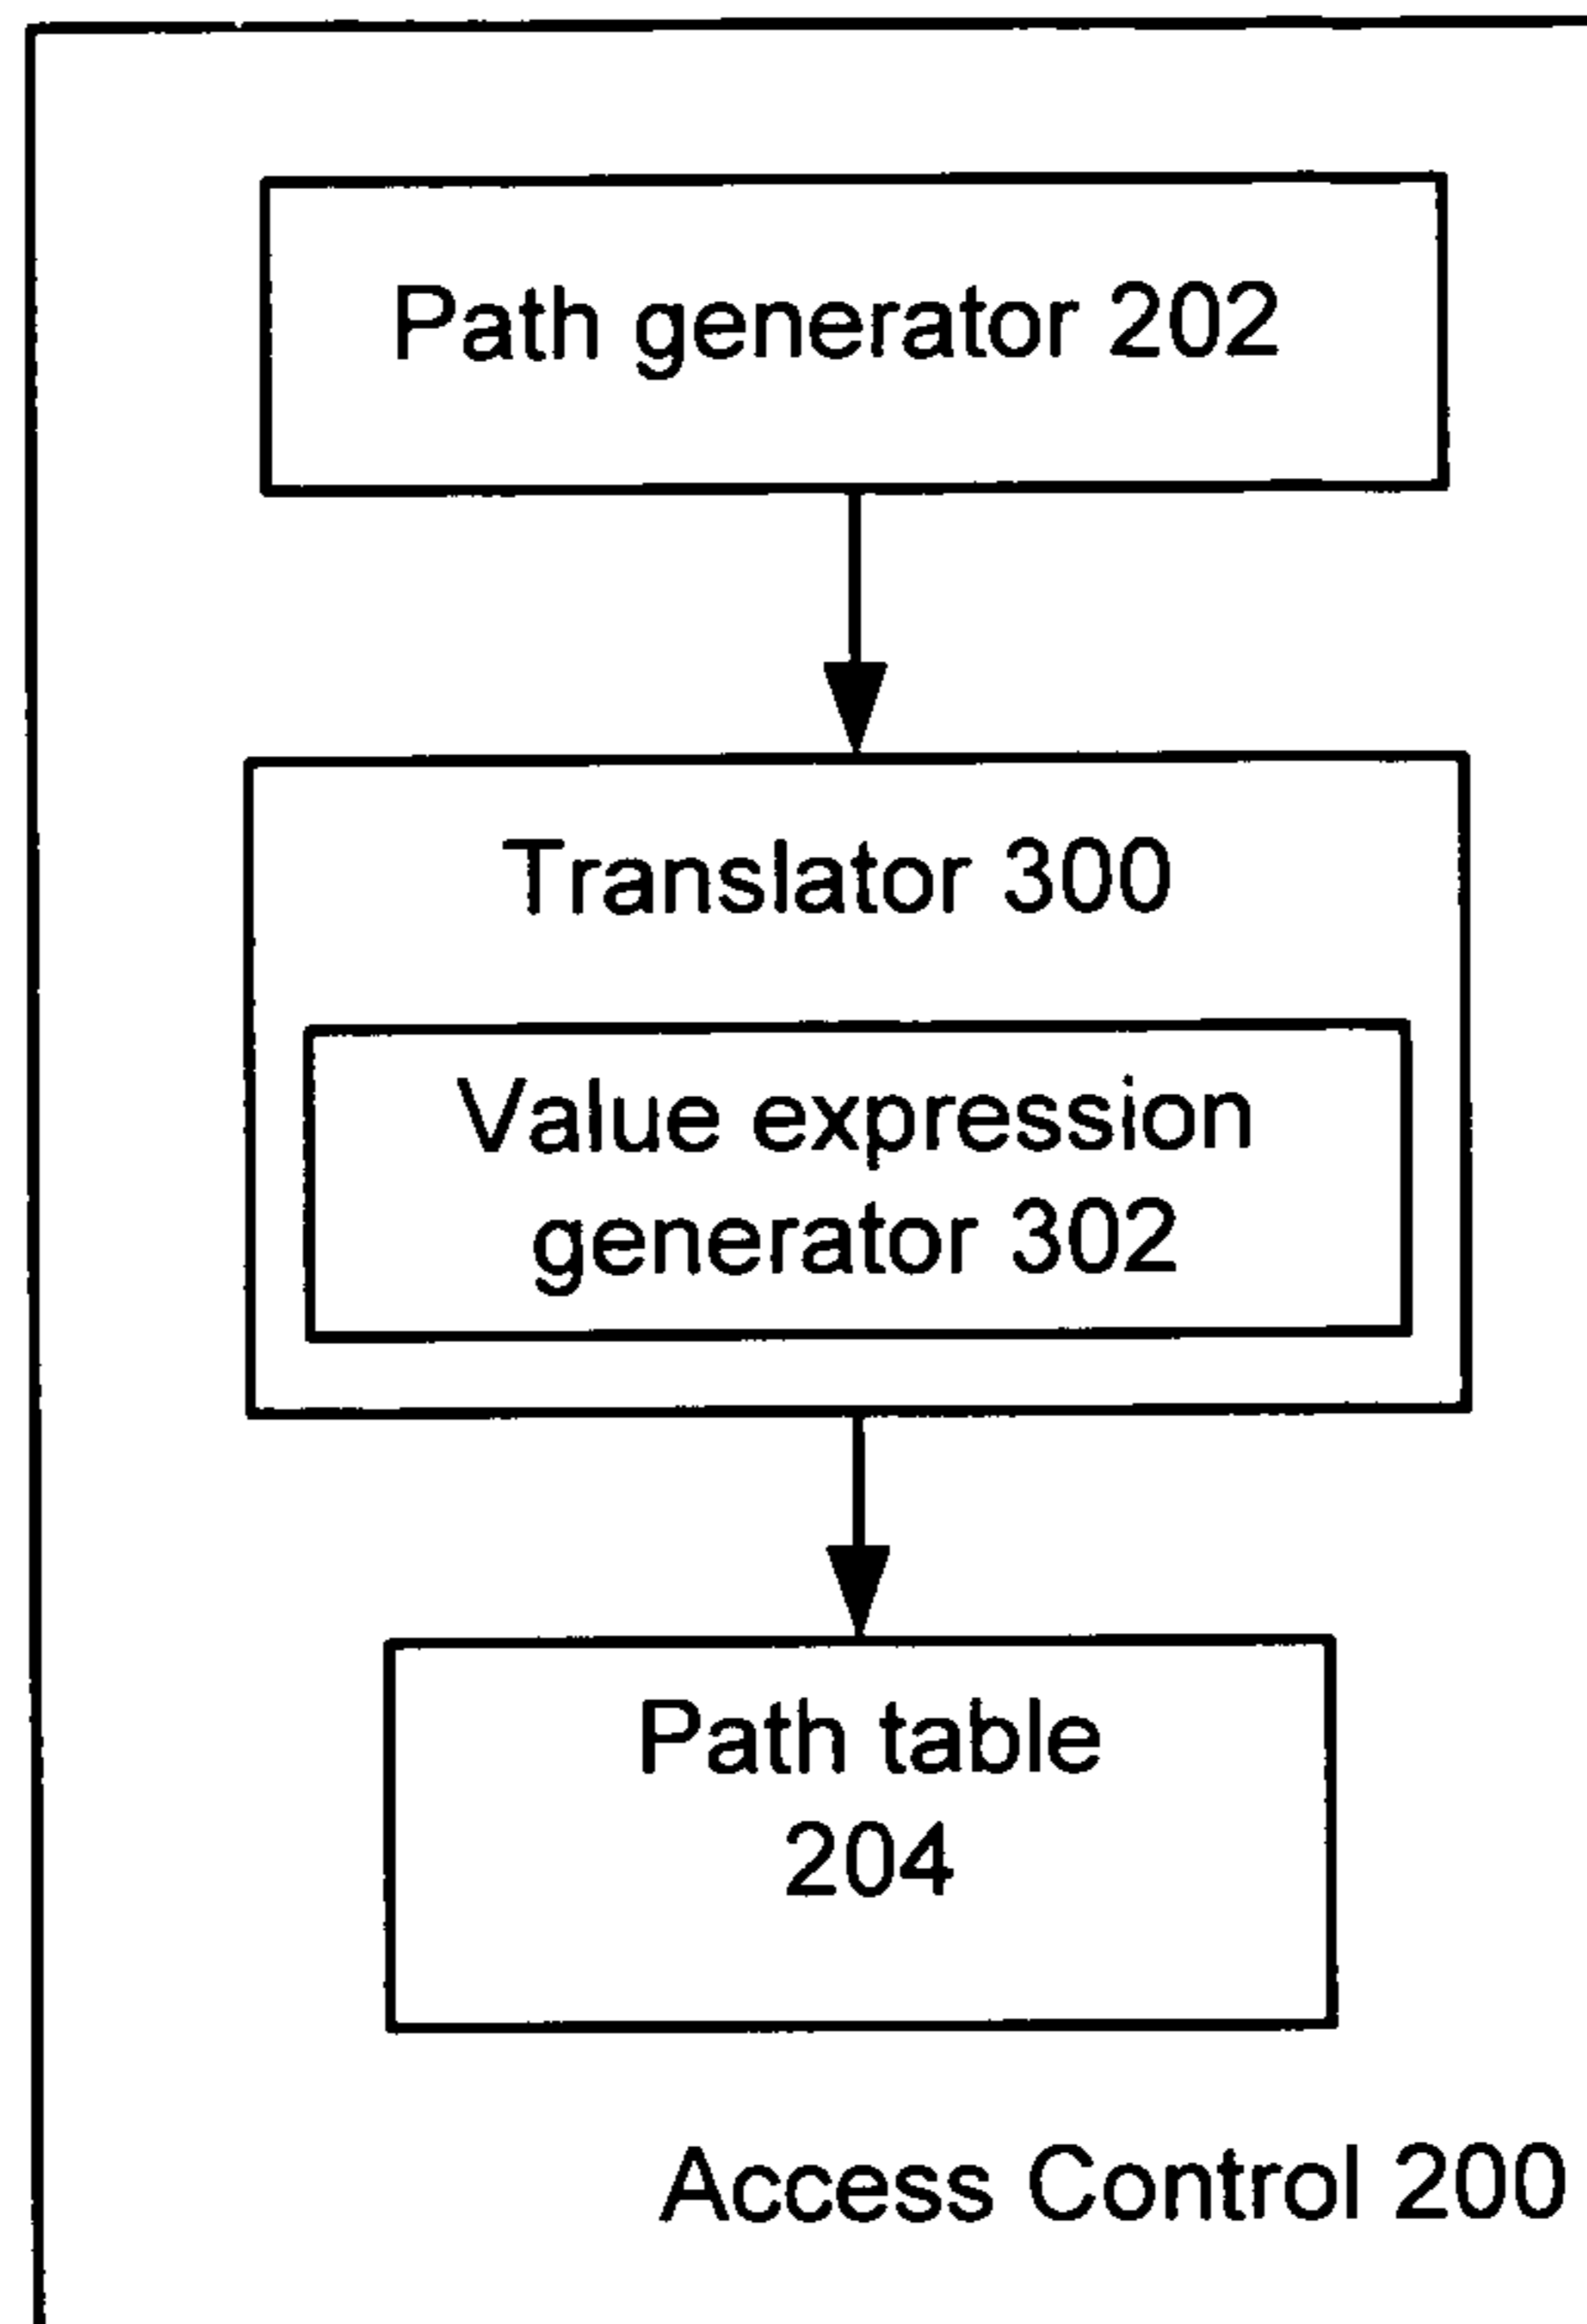 Path generator 202
Translator 300
Value expression
generator 302
Path table
204
Access Control 200